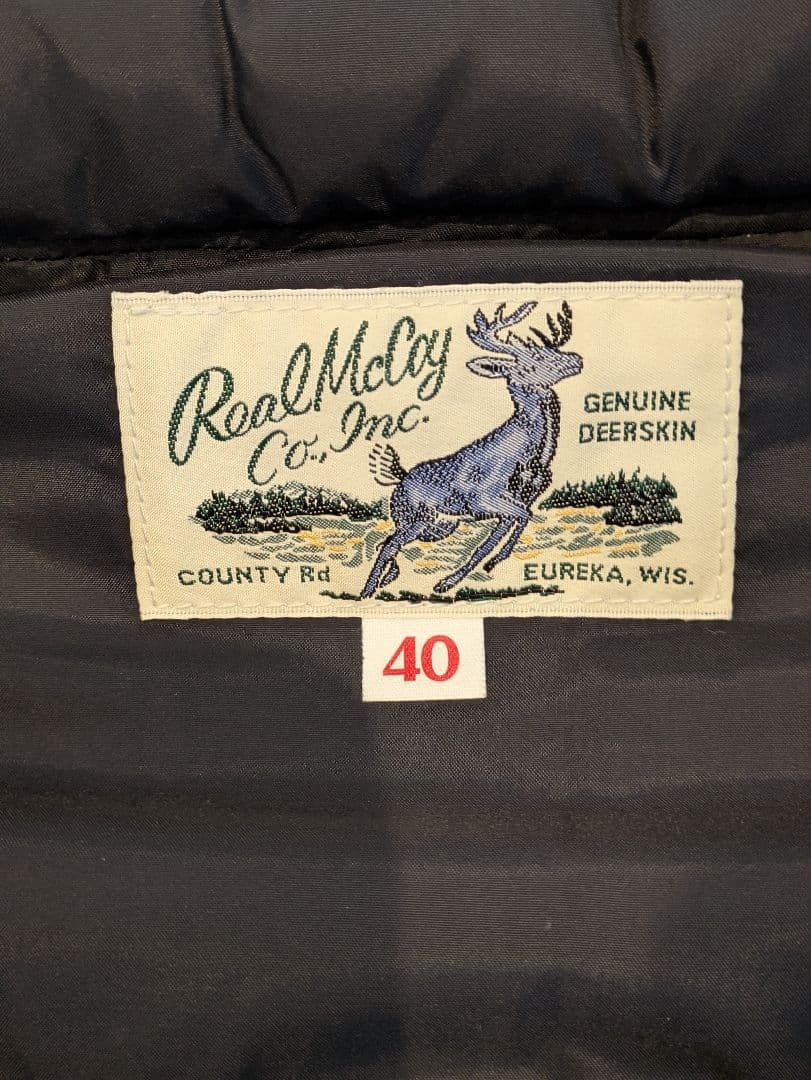 Real McCoy
Co., Inc.
GENUINE
DEERSKIN
COUNTY Rd
EUREKA, WIS.
40